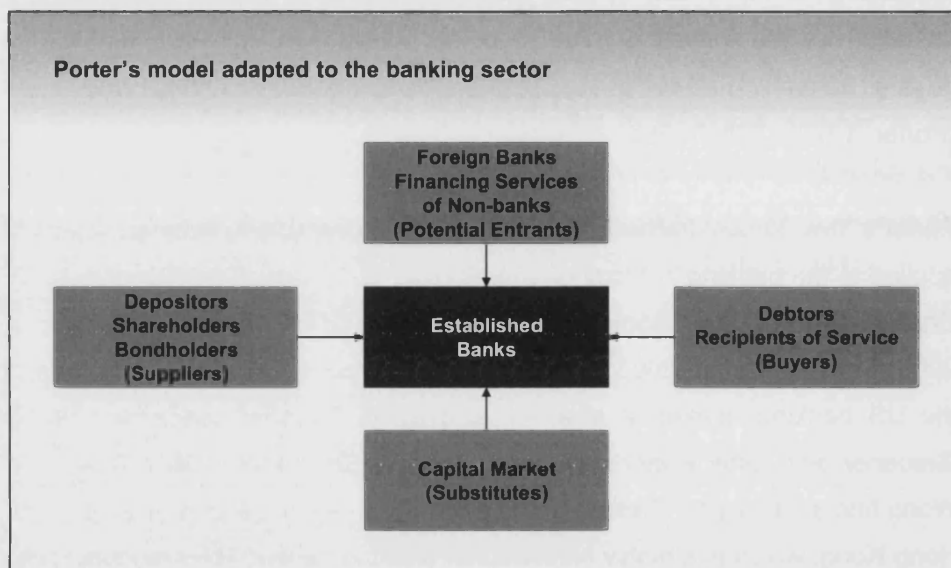 Porter's model adapted to the banking sector
Foreign Banks
Financing Services
of Non-banks
(Potential Entrants)
Depositors
Shareholders
Bondholders
(Suppliers)
Established
Banks
Debtors
Recipients of Service
(Buyers)
Capital Market
(Substitutes)